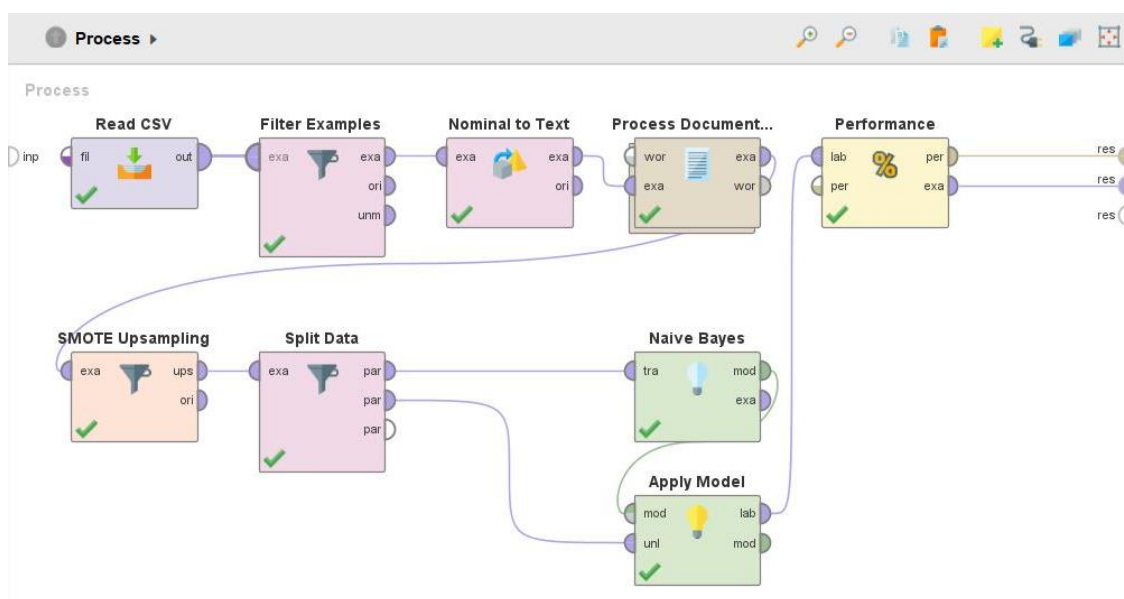 Process
Process
Read CSV
Filter Examples
Nominal to Text
Process Document...
Performance
inp
fil
out
exa
exa
ori
unm
exa
exa
ori
wor
exa
exa
wor
lab
per
per
exa
res
res
res
SMOTE Upsampling
Split Data
Naive Bayes
exa
ups
ori
exa
par
par
par
tra
mod
exa
Apply Model
mod
lab
unl
mod